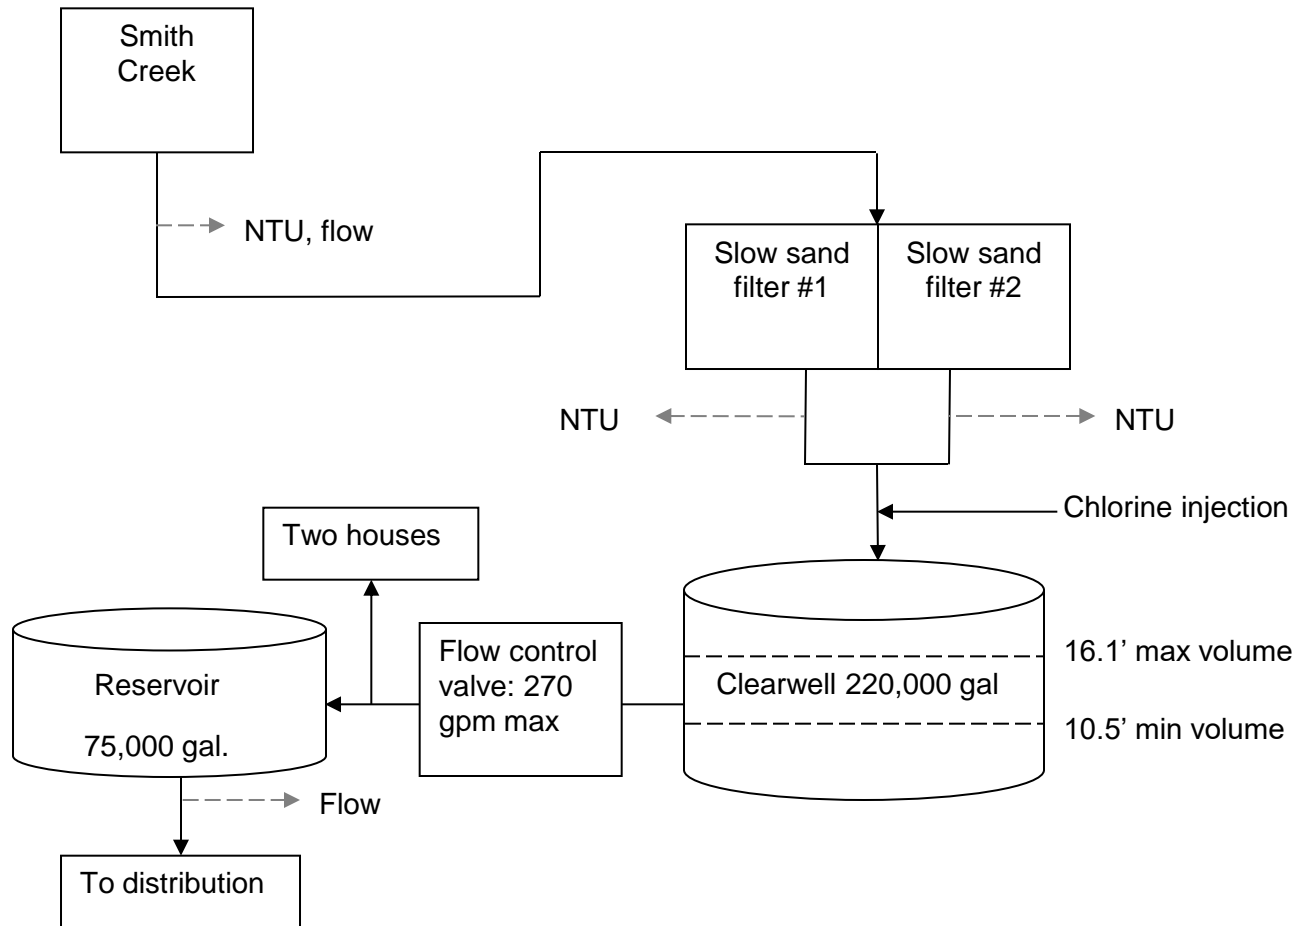 Smith
Creek
NTU, flow
Slow sand
filter #1
Slow sand
filter #2
NTU
NTU
Chlorine injection
Two houses
Flow control
valve: 270
gpm max
Reservoir
75,000 gal.
16.1’ max volume
Clearwell 220,000 gal
10.5’ min volume
Flow
To distribution